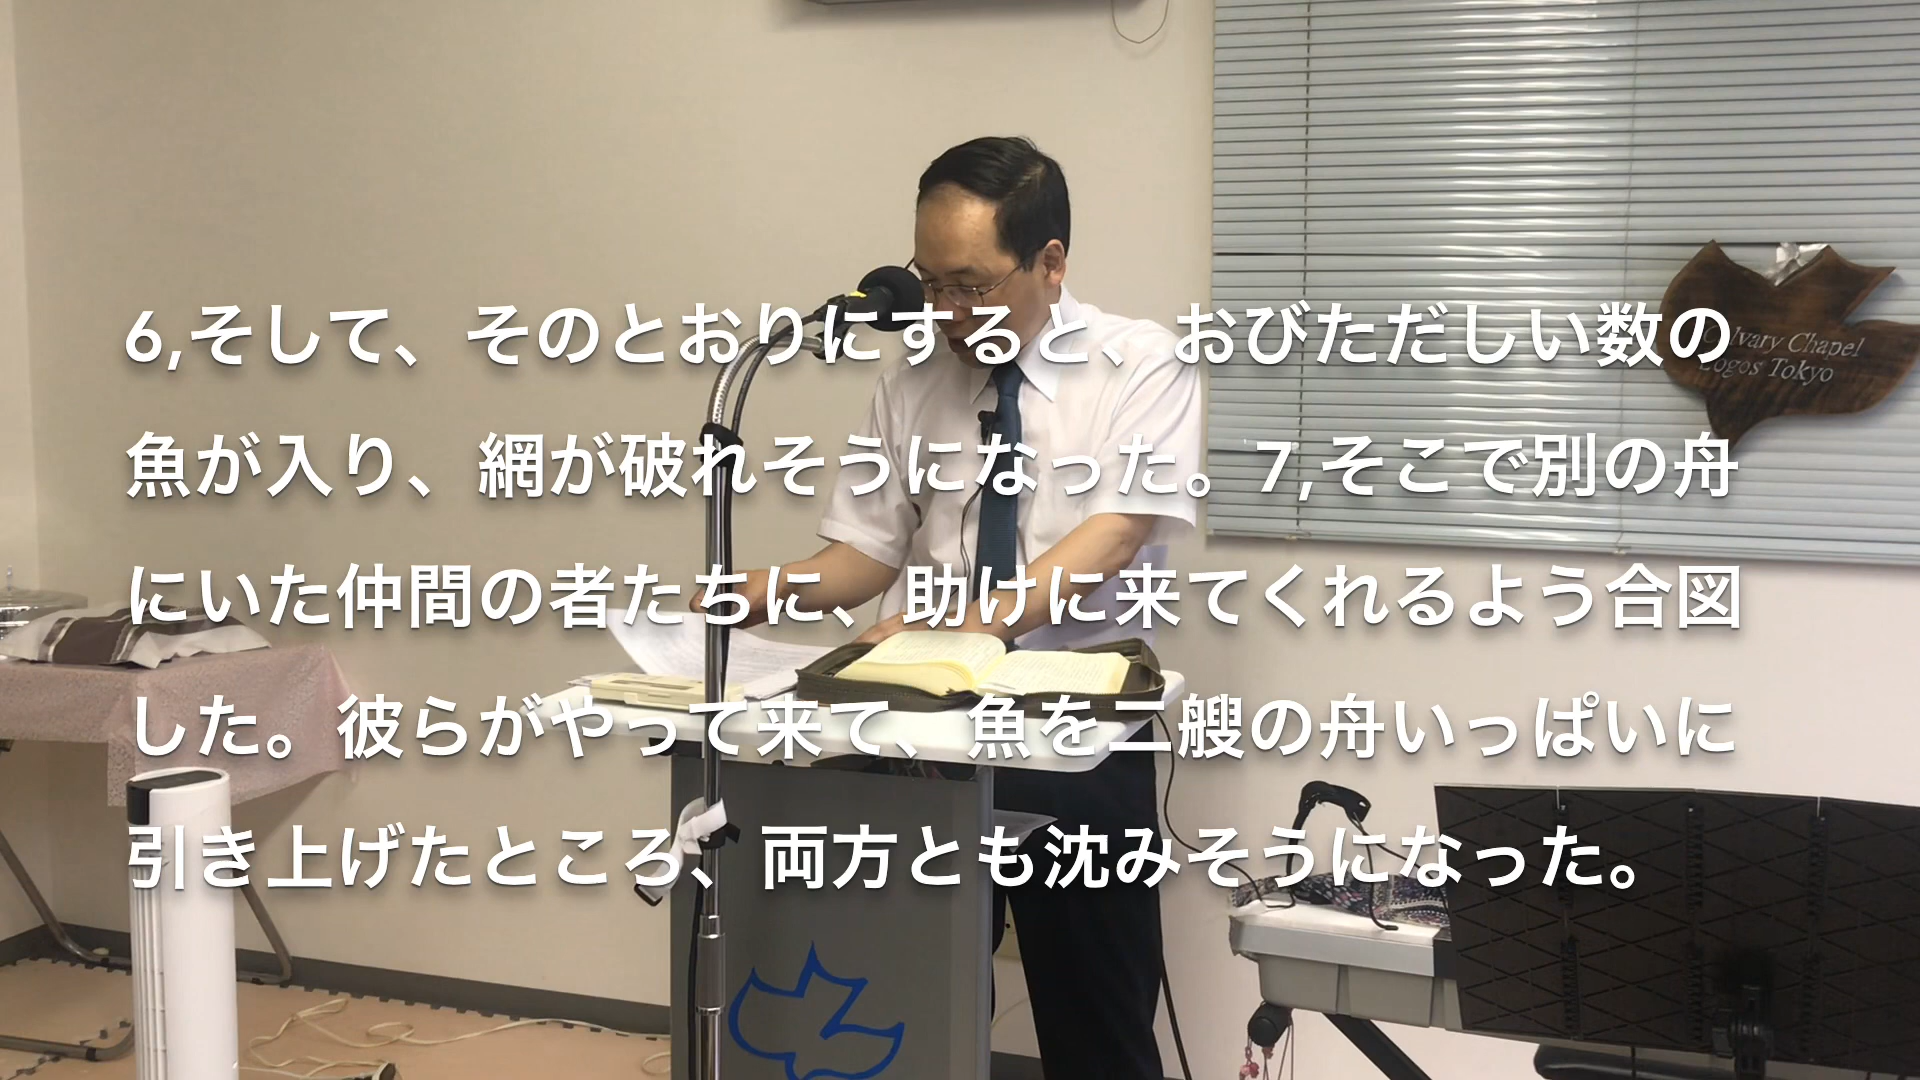 6,そして、そのとおりにすると、おびただしい数の
魚が入り、網が破れそうになった。7,そこで別の舟
にいた仲間の者たちに、助けに来てくれるよう合図
した。彼らがやって来て、魚を二艘の舟いっぱいに
引き上げたところ、両方とも沈みそうになった。
Calvary Chapel
Logos Tokyo